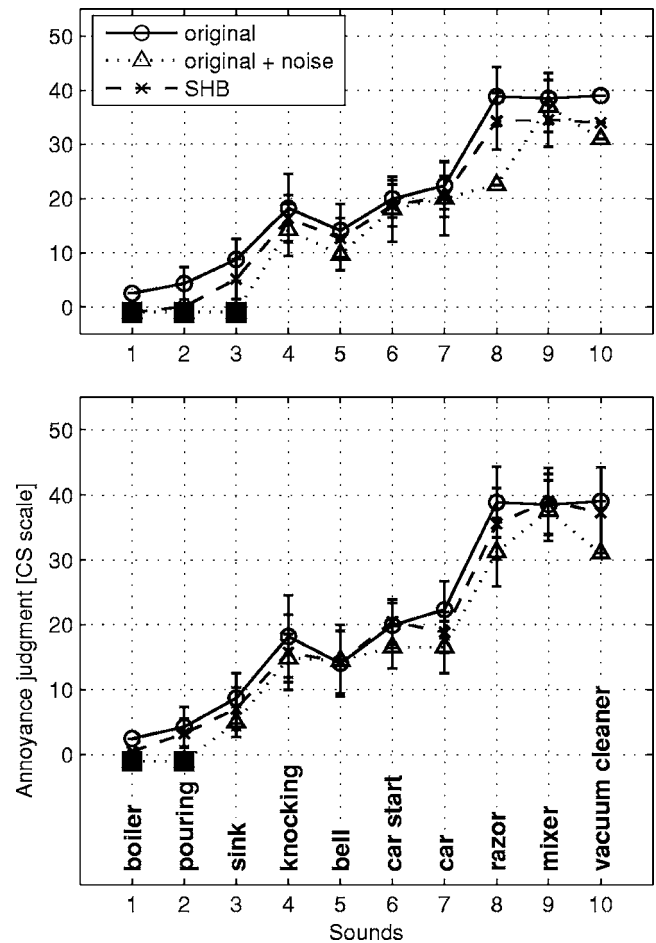 original
original + noise
SHB
50
40
30
20
10
0
1 2 3 4 5 6 7 8 9 10
50
40
30
20
10
0
Annoyance judgment [CS scale]
boiler
pouring
sink
knocking
bell
car start
car
razor
mixer
vacuum cleaner
1 2 3 4 5 6 7 8 9 10
Sounds